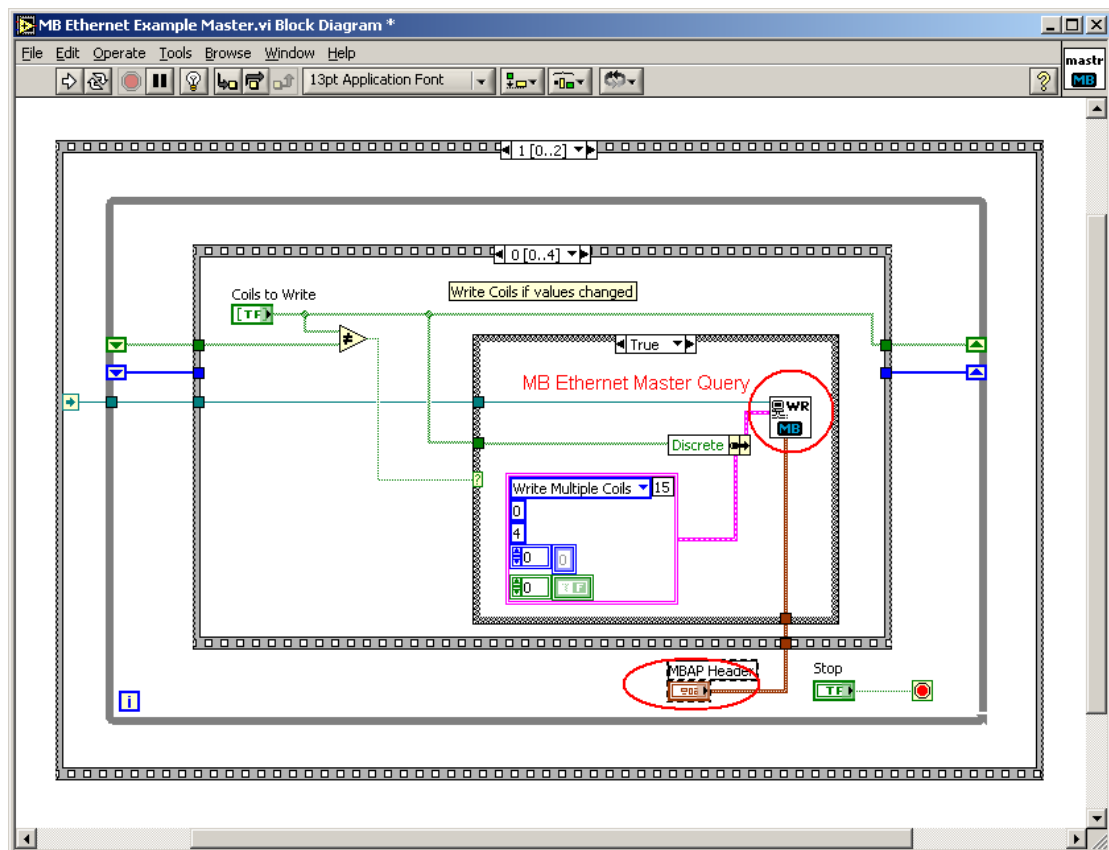 MB Ethernet Example Master.vi Block Diagram *
File Edit Operate Tools Browse Window Help
13pt Application Font
mastr
MB
1 [0..2]
0 [0..4]
Coils to Write
Write Coils if values changed
TF
True
MB Ethernet Master Query
WR
MB
Discrete
?
Write Multiple Coils 15
0
4
0 0
0 TF
MBAP Header
Stop
TF
i